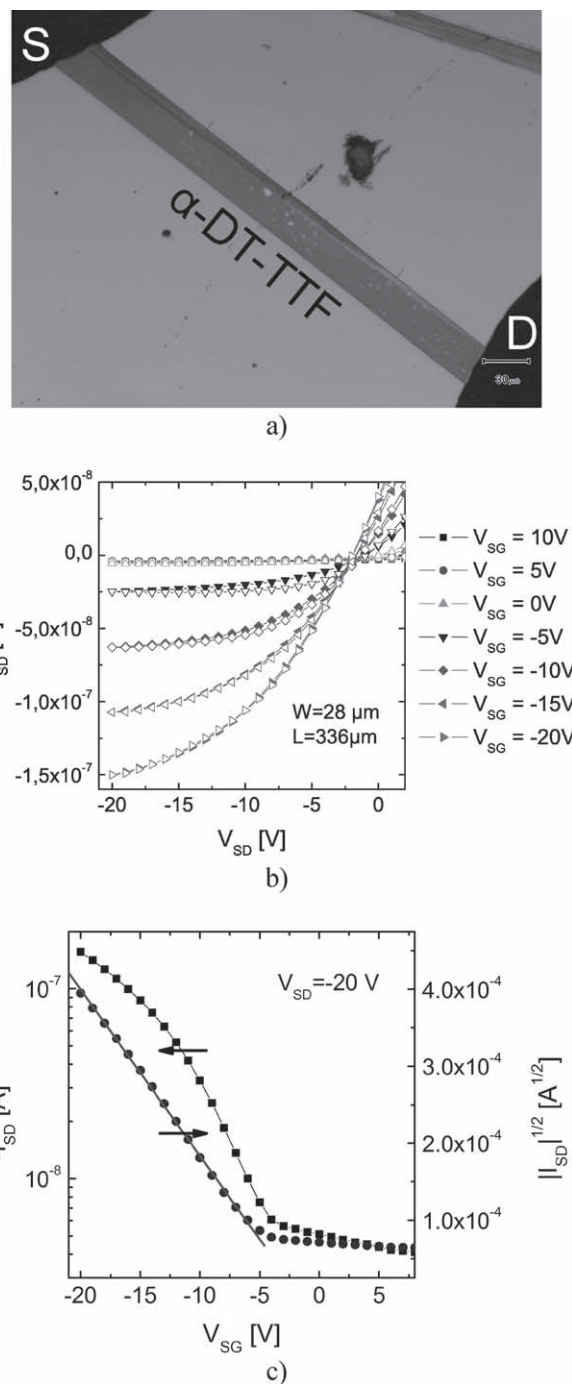 S
α-DT-TTF
D
30 µm
a)
5,0x10⁻⁸
0,0
-5,0x10⁻⁸
-1,0x10⁻⁷
-1,5x10⁻⁷
W=28 µm
L=336µm
-20 -15 -10 -5 0
V_SD [V]
V_SG = 10V
V_SG = 5V
V_SG = 0V
V_SG = -5V
V_SG = -10V
V_SG = -15V
V_SG = -20V
b)
V_SD=-20 V
10⁻⁷
10⁻⁸
[A]
4.0x10⁻⁴
3.0x10⁻⁴
2.0x10⁻⁴
1.0x10⁻⁴
|I_SD|^1/2 [A^1/2]
-20 -15 -10 -5 0 5
V_SG [V]
c)